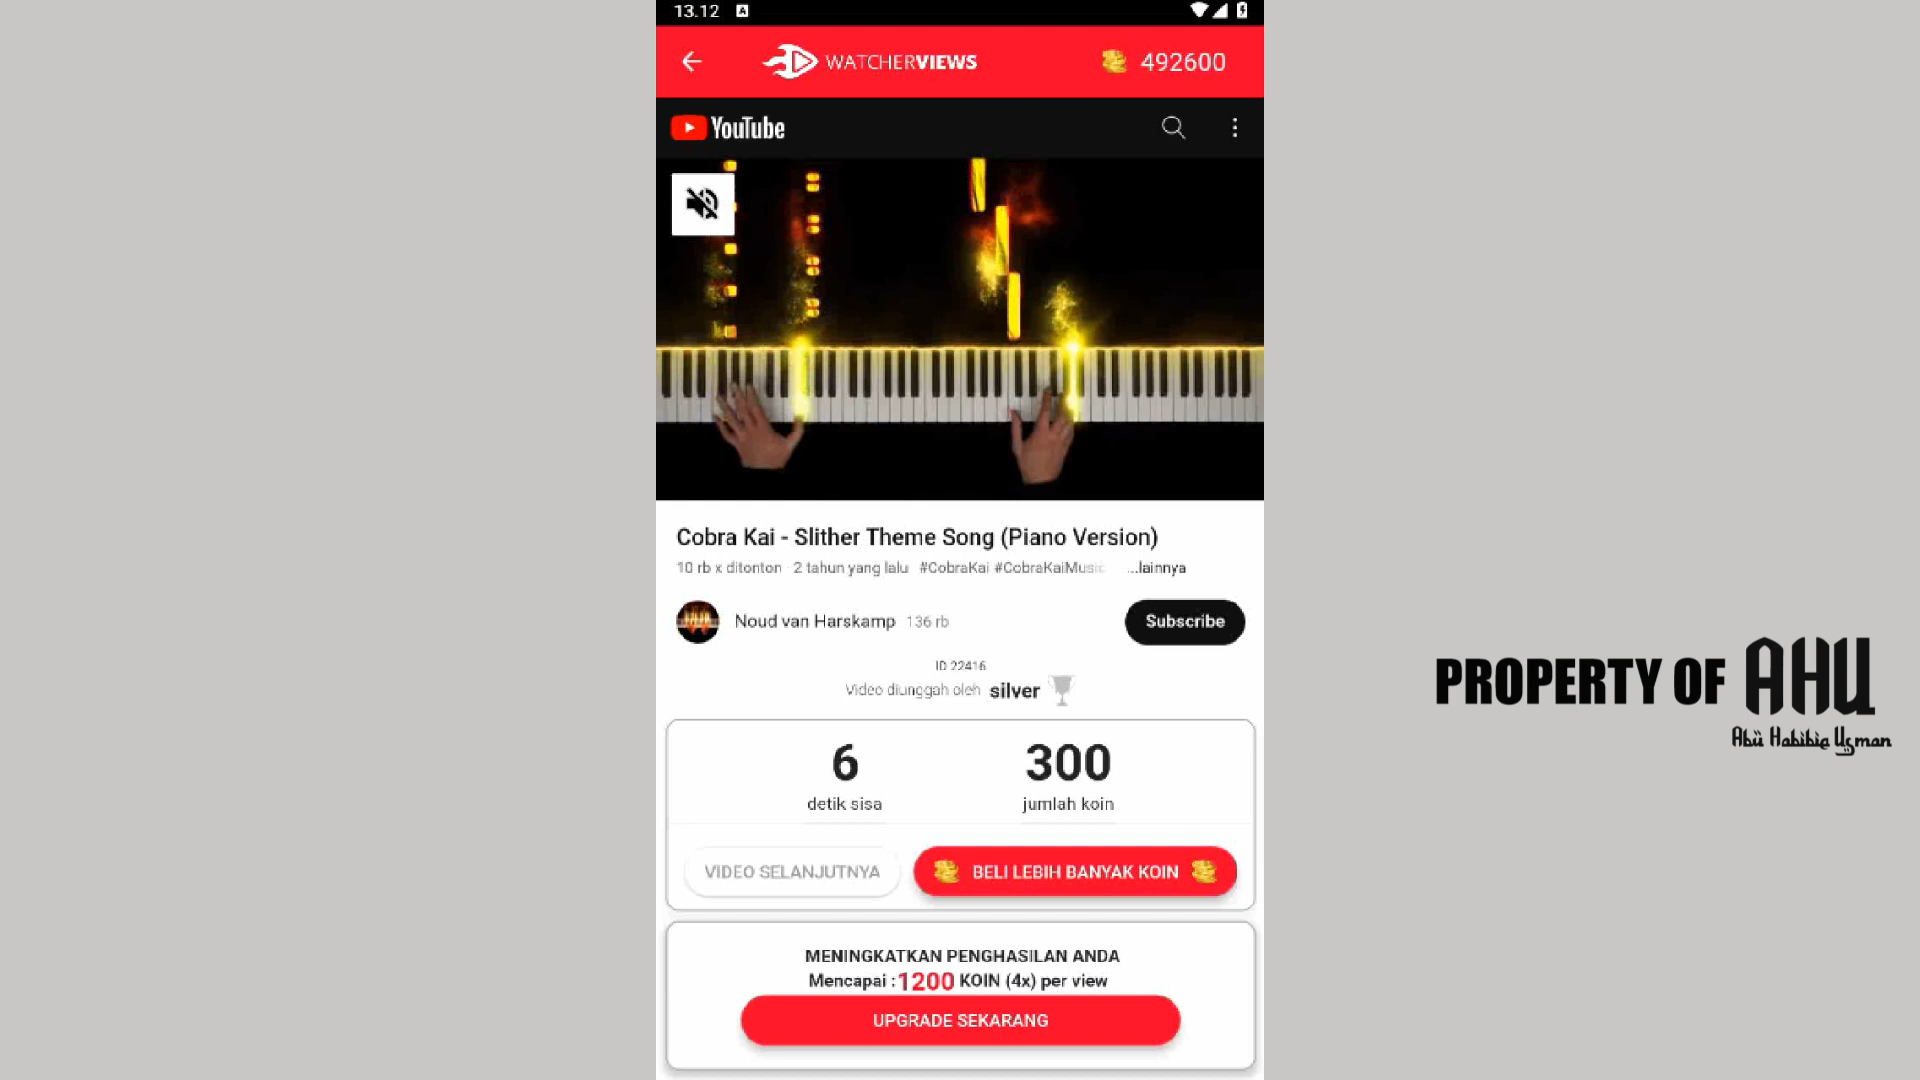 13.12
WATCHERVIEWS
492600
YouTube
Cobra Kai - Slither Theme Song (Piano Version)
10 rb x ditonton · 2 tahun yang lalu #CobraKai #CobraKaiMusic ...lainnya
Noud van Harskamp 136 rb
Subscribe
ID 22416
Video diunggah oleh silver
6
detik sisa
300
jumlah koin
VIDEO SELANJUTNYA
BELI LEBIH BANYAK KOIN
MENINGKATKAN PENGHASILAN ANDA
Mencapai : 1200 KOIN (4x) per view
UPGRADE SEKARANG
PROPERTY OF AHU
Abu Habibie Usman